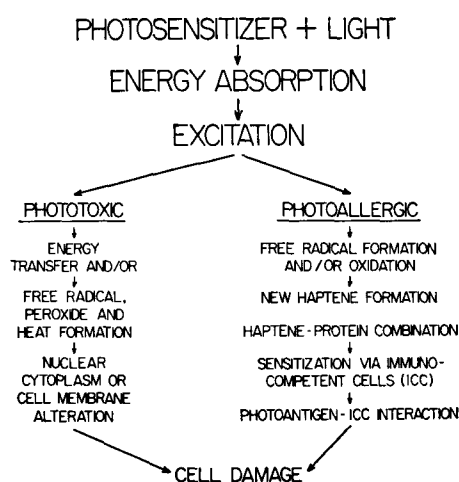 PHOTOSENSITIZER + LIGHT
ENERGY ABSORPTION
EXCITATION
PHOTOTOXIC
ENERGY
TRANSFER AND/OR
FREE RADICAL,
PEROXIDE AND
HEAT FORMATION
NUCLEAR
CYTOPLASM OR
CELL MEMBRANE
ALTERATION
PHOTOALLERGIC
FREE RADICAL FORMATION
AND/OR OXIDATION
NEW HAPTENE FORMATION
HAPTENE-PROTEIN COMBINATION
SENSITIZATION VIA IMMUNO-
COMPETENT CELLS (ICC)
PHOTOANTIGEN-ICC INTERACTION
CELL DAMAGE